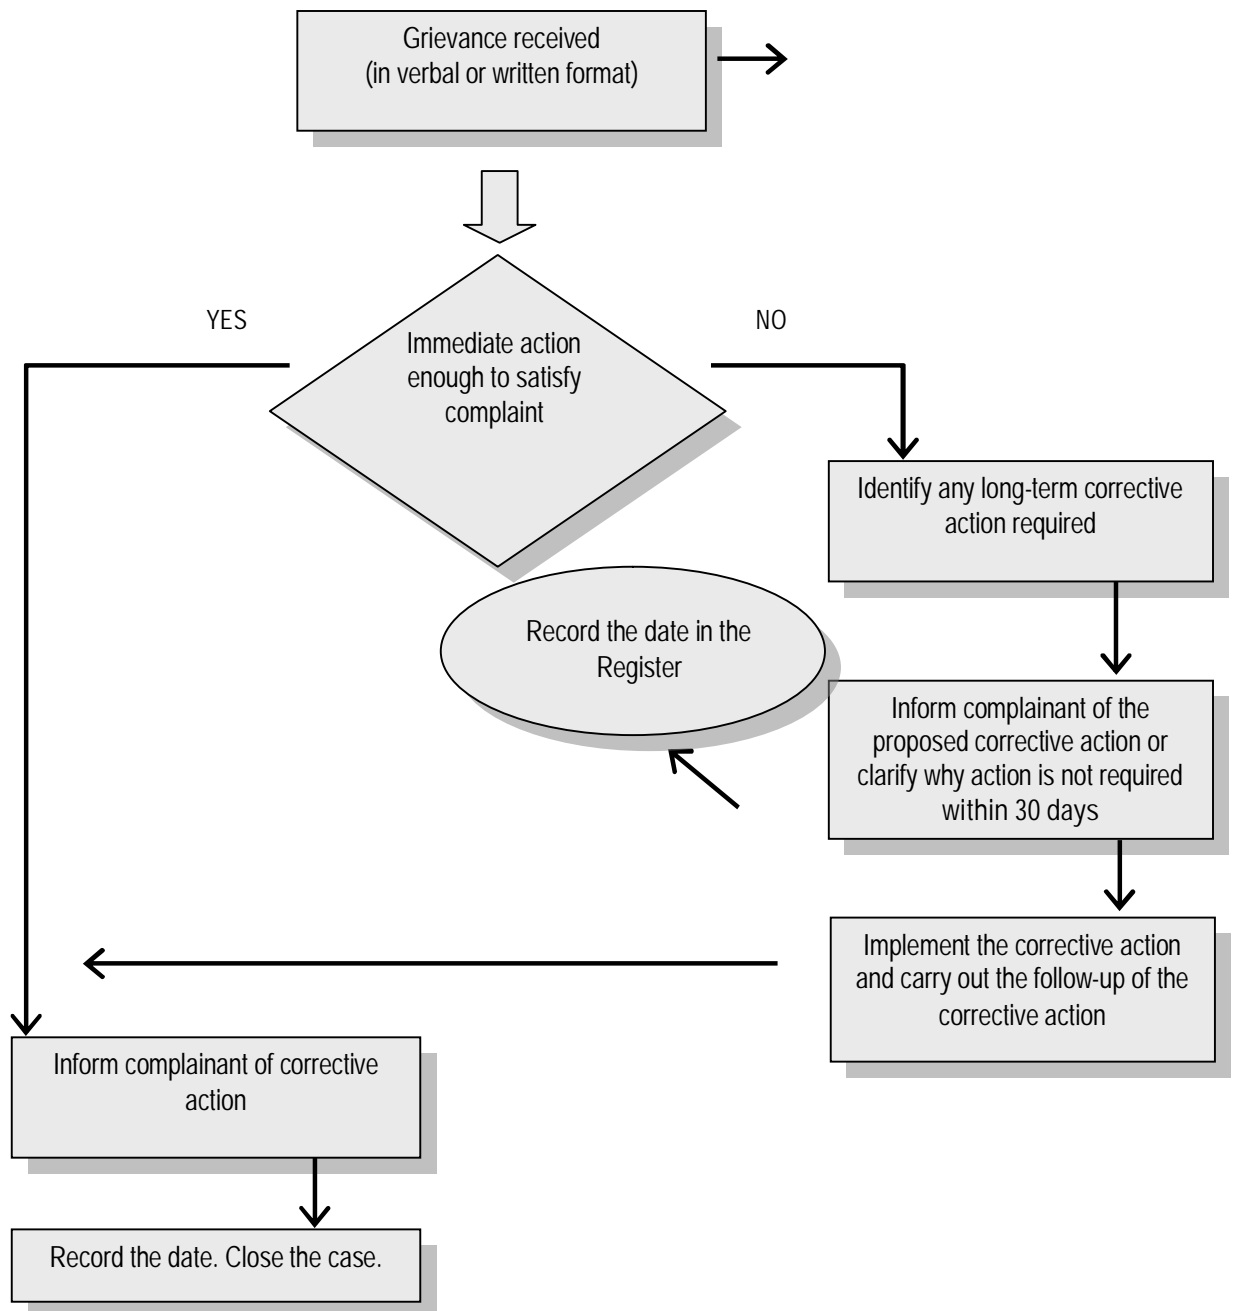 Grievance received
(in verbal or written format)
YES
NO
Immediate action
enough to satisfy
complaint
Identify any long-term corrective
action required
Record the date in the
Register
Inform complainant of the
proposed corrective action or
clarify why action is not required
within 30 days
Implement the corrective action
and carry out the follow-up of the
corrective action
Inform complainant of corrective
action
Record the date. Close the case.